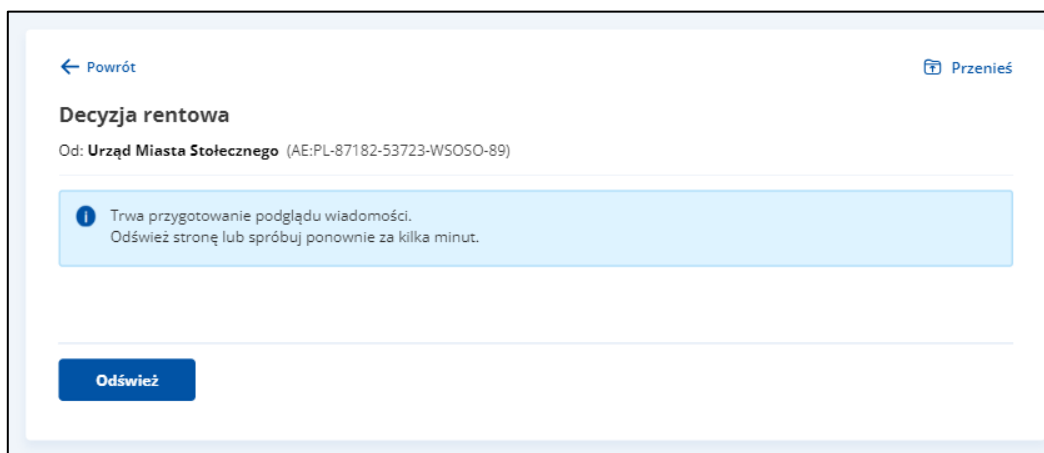 Powrót
Przenieś
Decyzja rentowa
Od: Urząd Miasta Stołecznego (AE:PL-87182-53723-WSOSO-89)
Trwa przygotowanie podglądu wiadomości.
Odśwież stronę lub spróbuj ponownie za kilka minut.
Odśwież